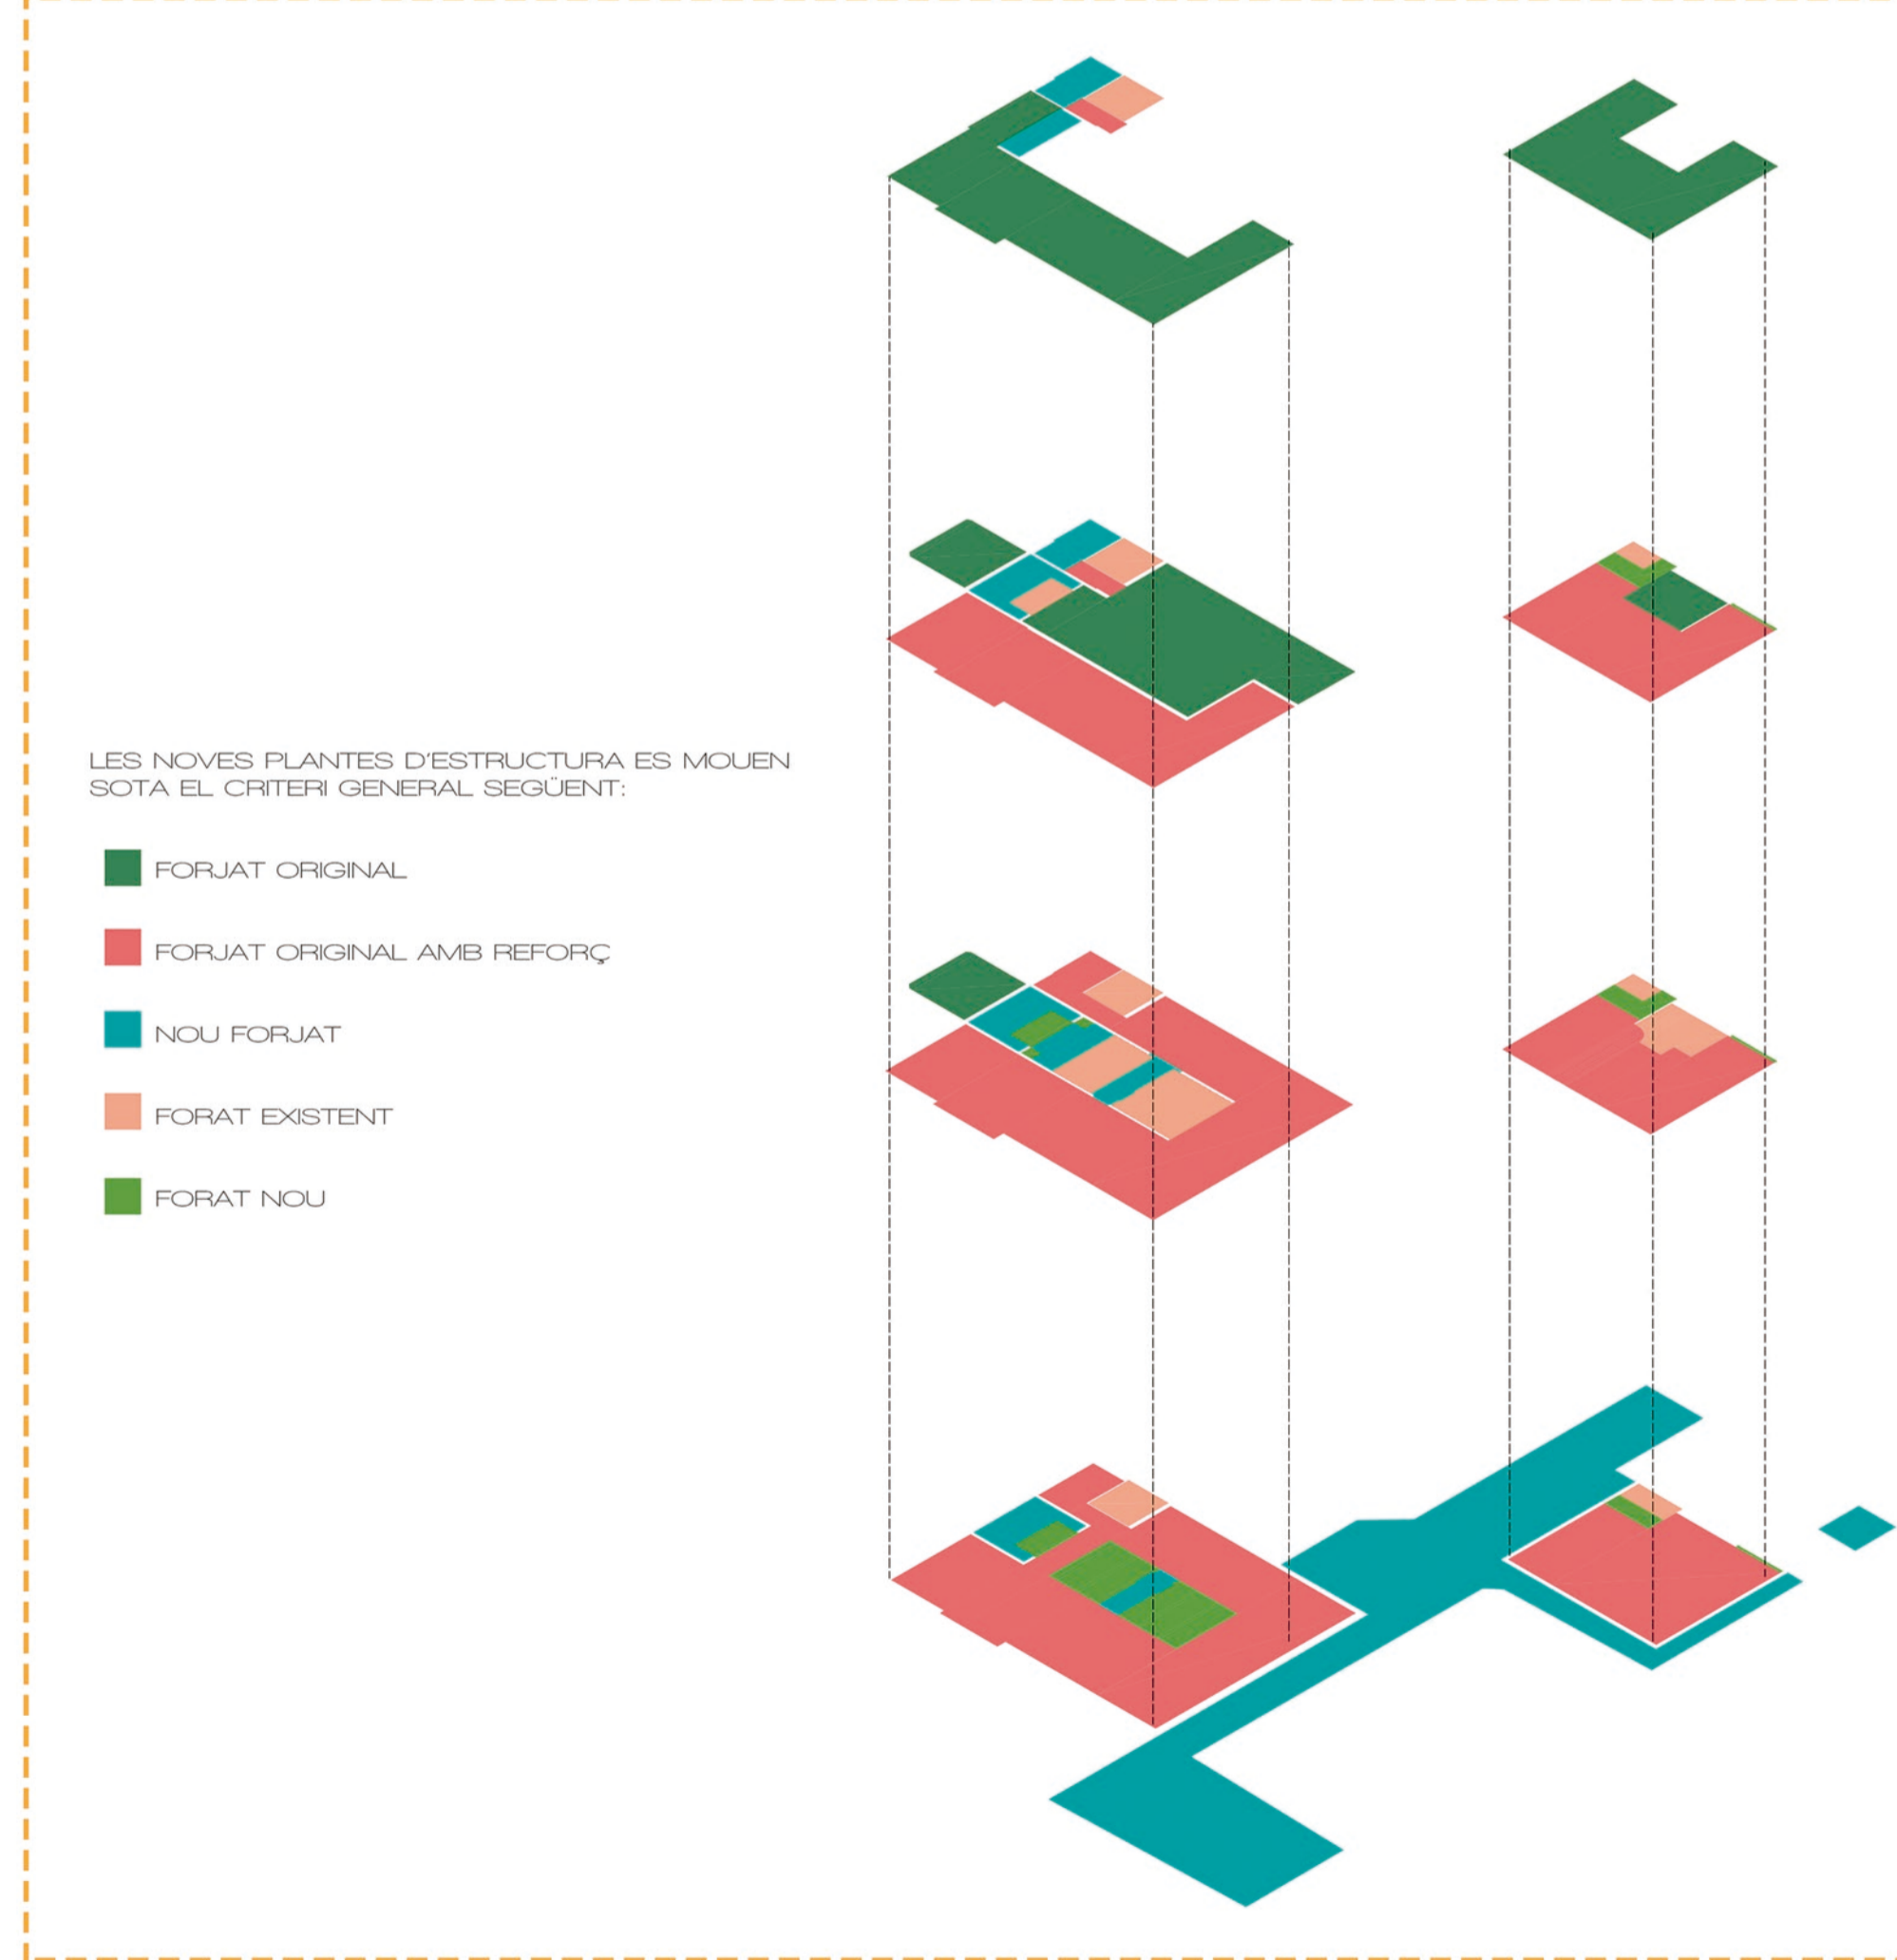 LES NOVES PLANTES D'ESTRUCTURA ES MOUEN
SOTA EL CRITERI GENERAL SEGÜENT:
FORJAT ORIGINAL
FORJAT ORIGINAL AMB REFORÇ
NOU FORJAT
FORAT EXISTENT
FORAT NOU